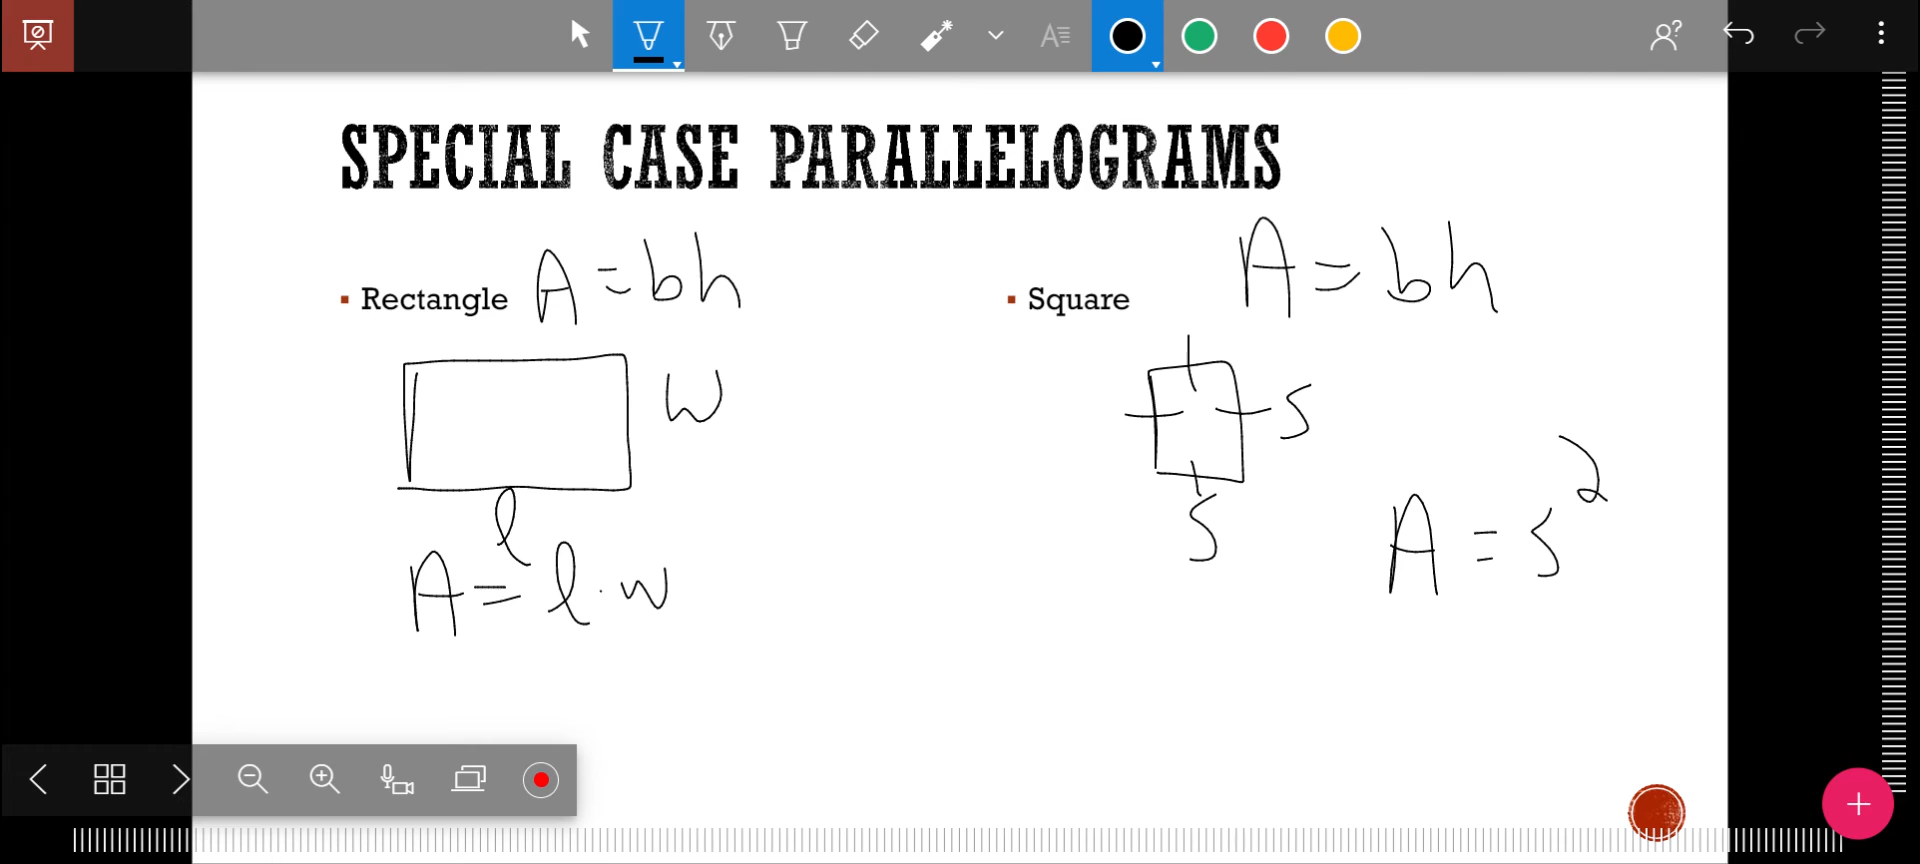 SPECIAL CASE PARALLELOGRAMS
▪ Rectangle A = bh
w
l
A = l · w
▪ Square A = bh
s
s
A = s²